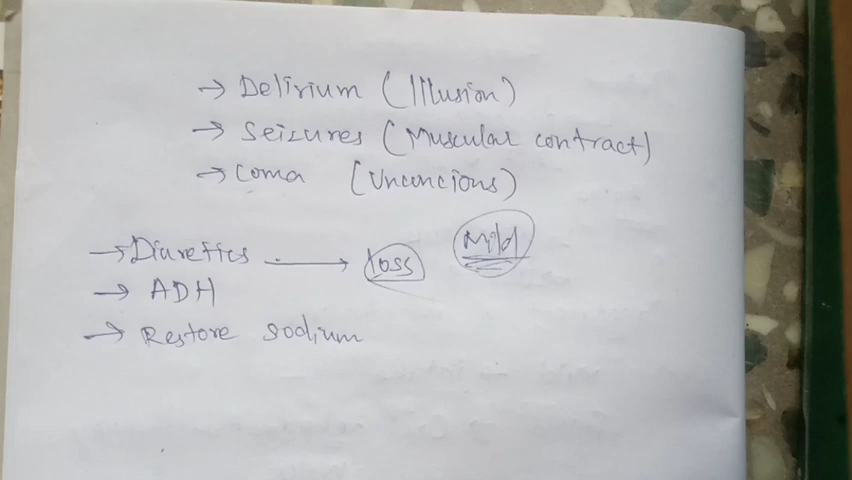 → Delirium (Illusion)
→ Seizures (Muscular contract)
→ Coma (Unconcious)
→ Diuretics → loss Mild
→ ADH
→ Restore sodium